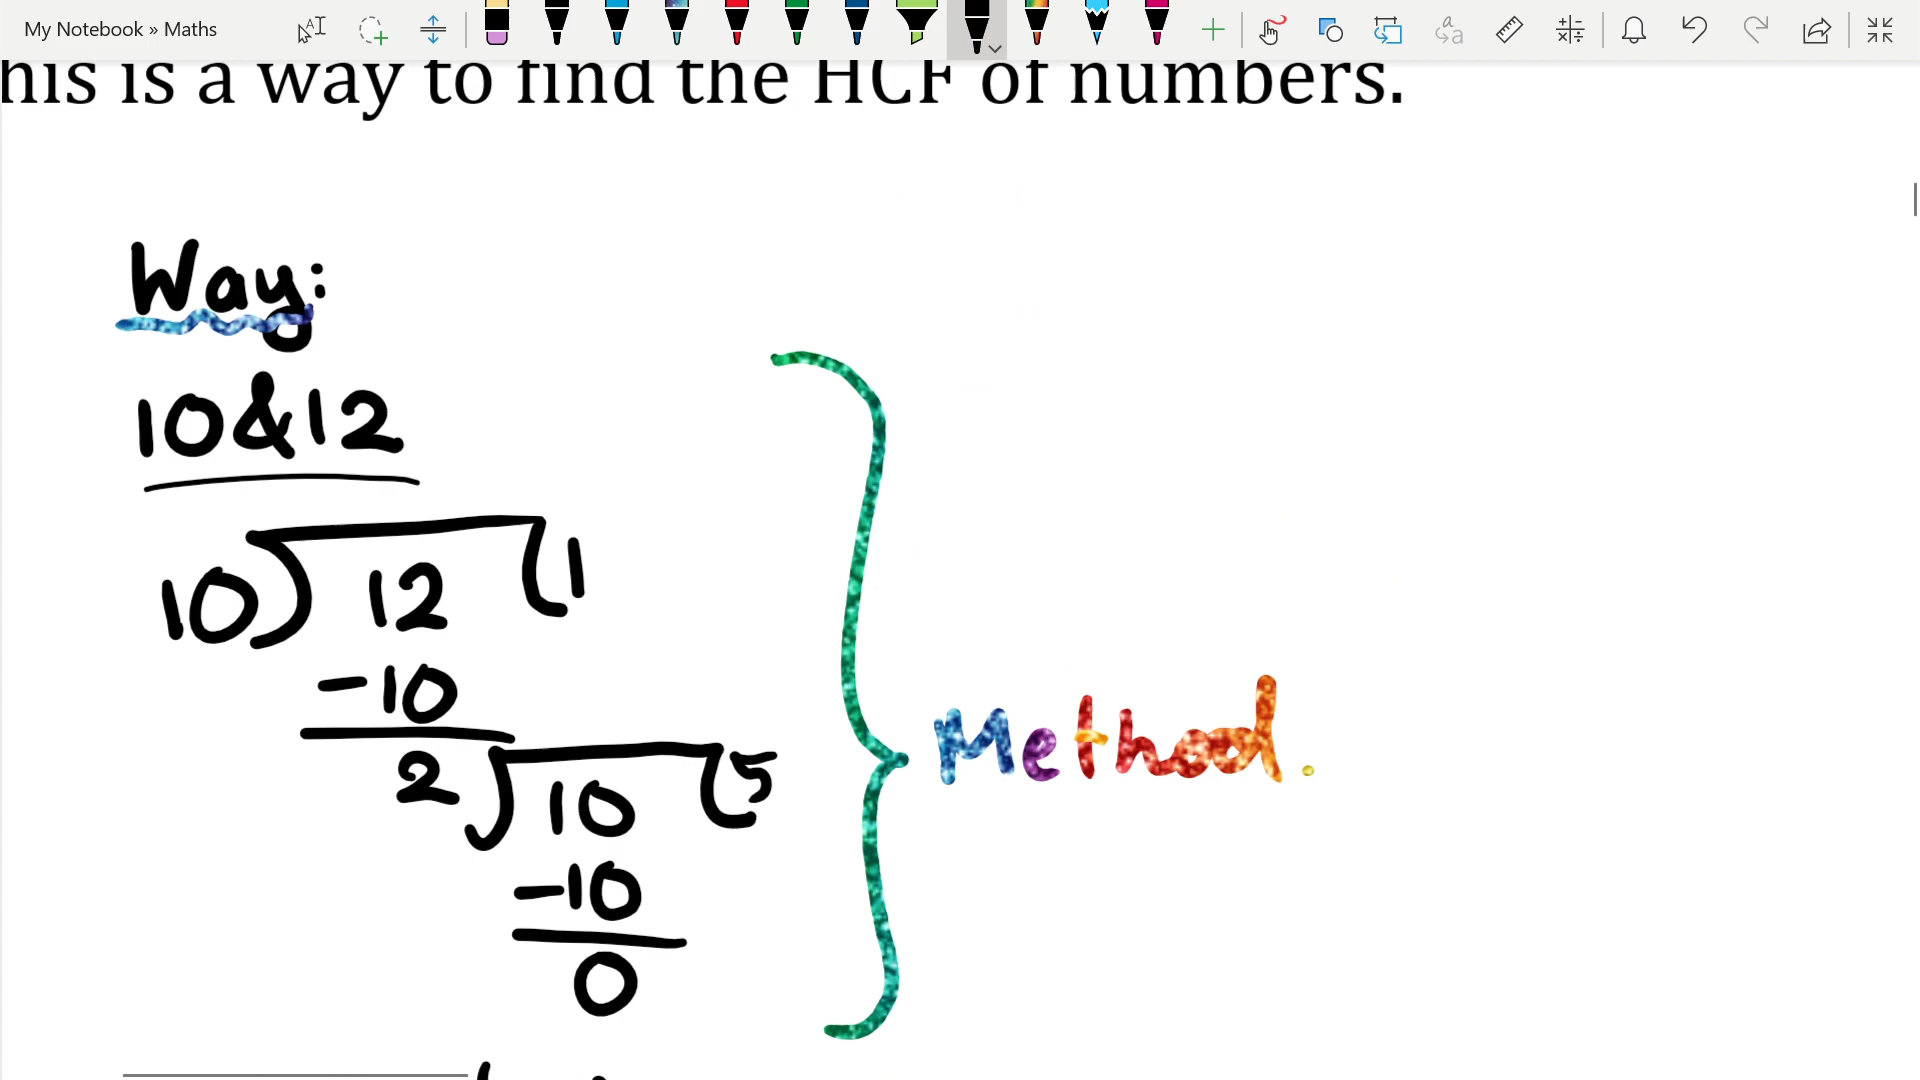 My Notebook » Maths
his is a way to find the HCF of numbers.
Way:
10&12
10) 12 (1
-10
2) 10 (5
-10
0
Method.